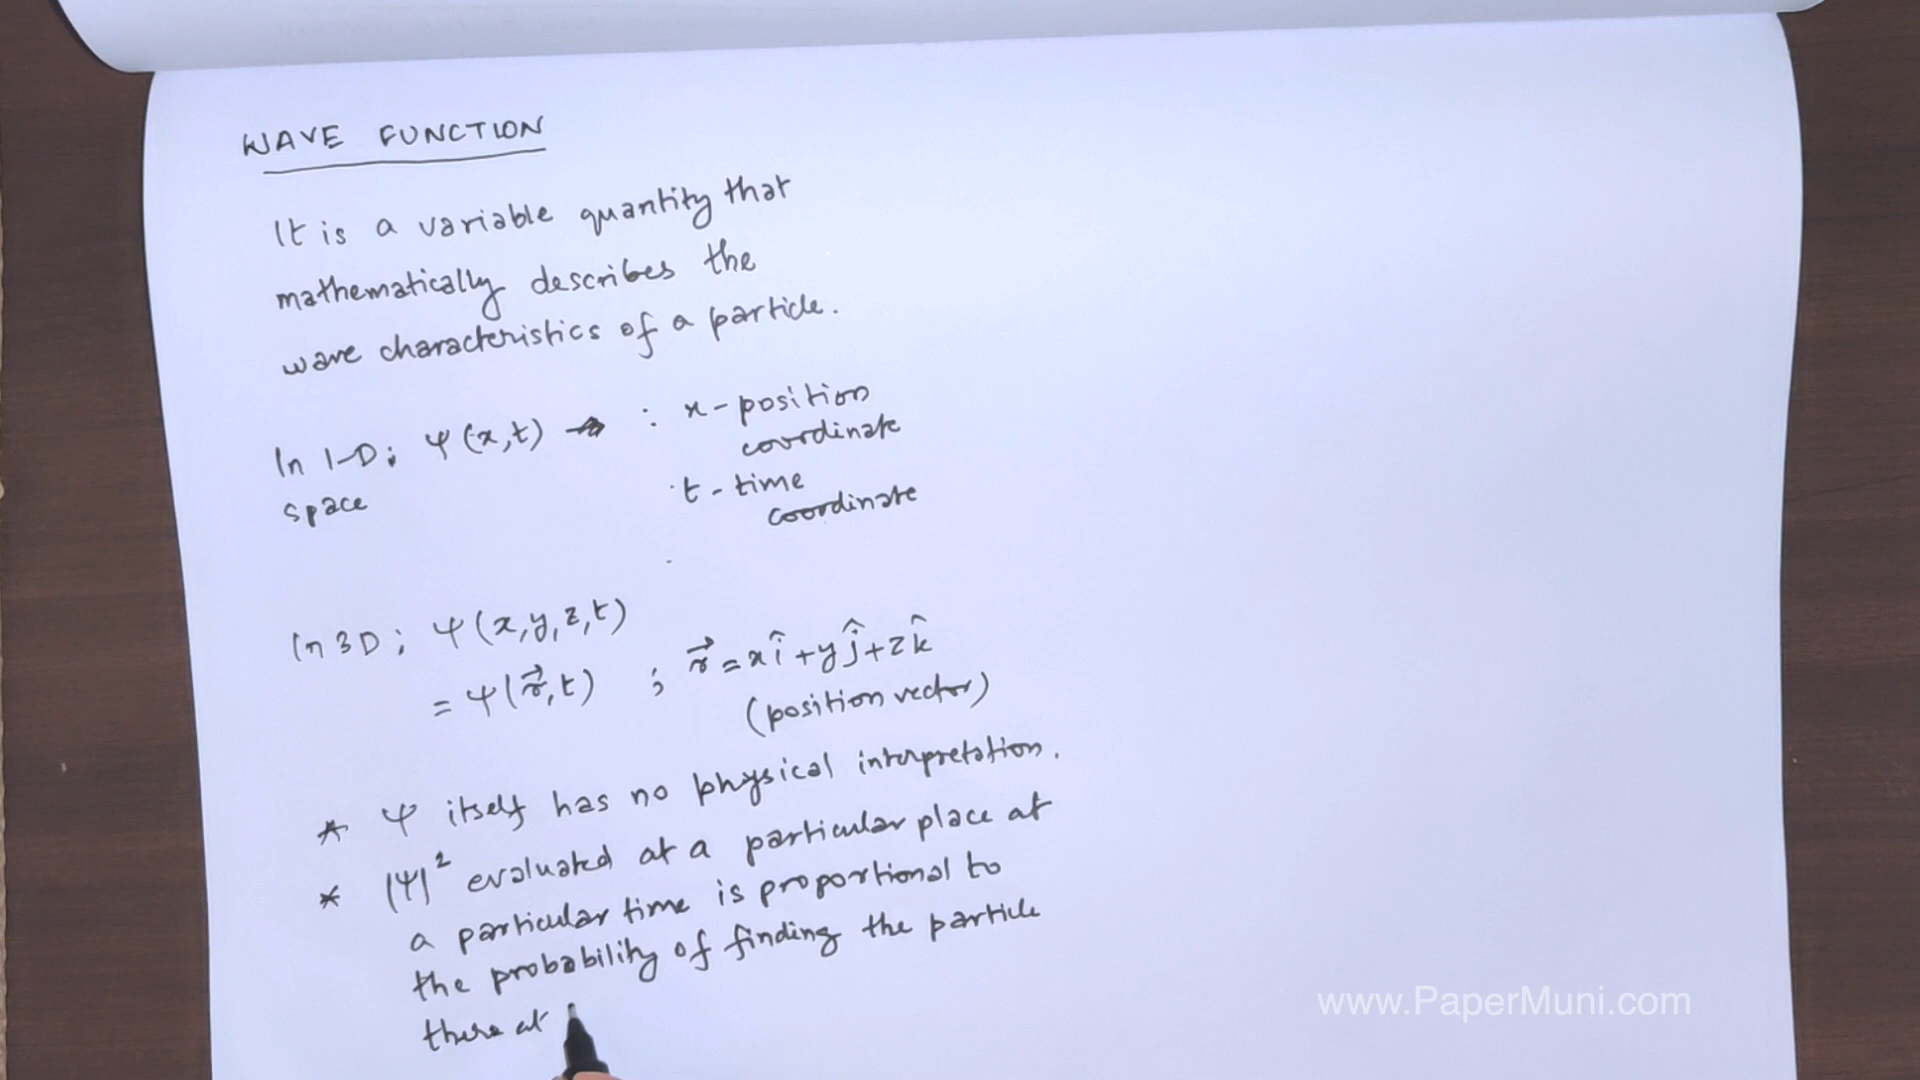 WAVE FUNCTION
It is a variable quantity that
mathematically describes the
wave characteristics of a particle.
In 1-D; Ψ(x,t) → : x - position
coordinate
space
t - time
coordinate
In 3D; Ψ(x,y,z,t)
= Ψ(r⃗,t) ; r⃗ = xî + yĵ + zk̂
(position vector)
* Ψ itself has no physical interpretation.
* |Ψ|² evaluated at a particular place at
a particular time is proportional to
the probability of finding the particle
there at
www.PaperMuni.com